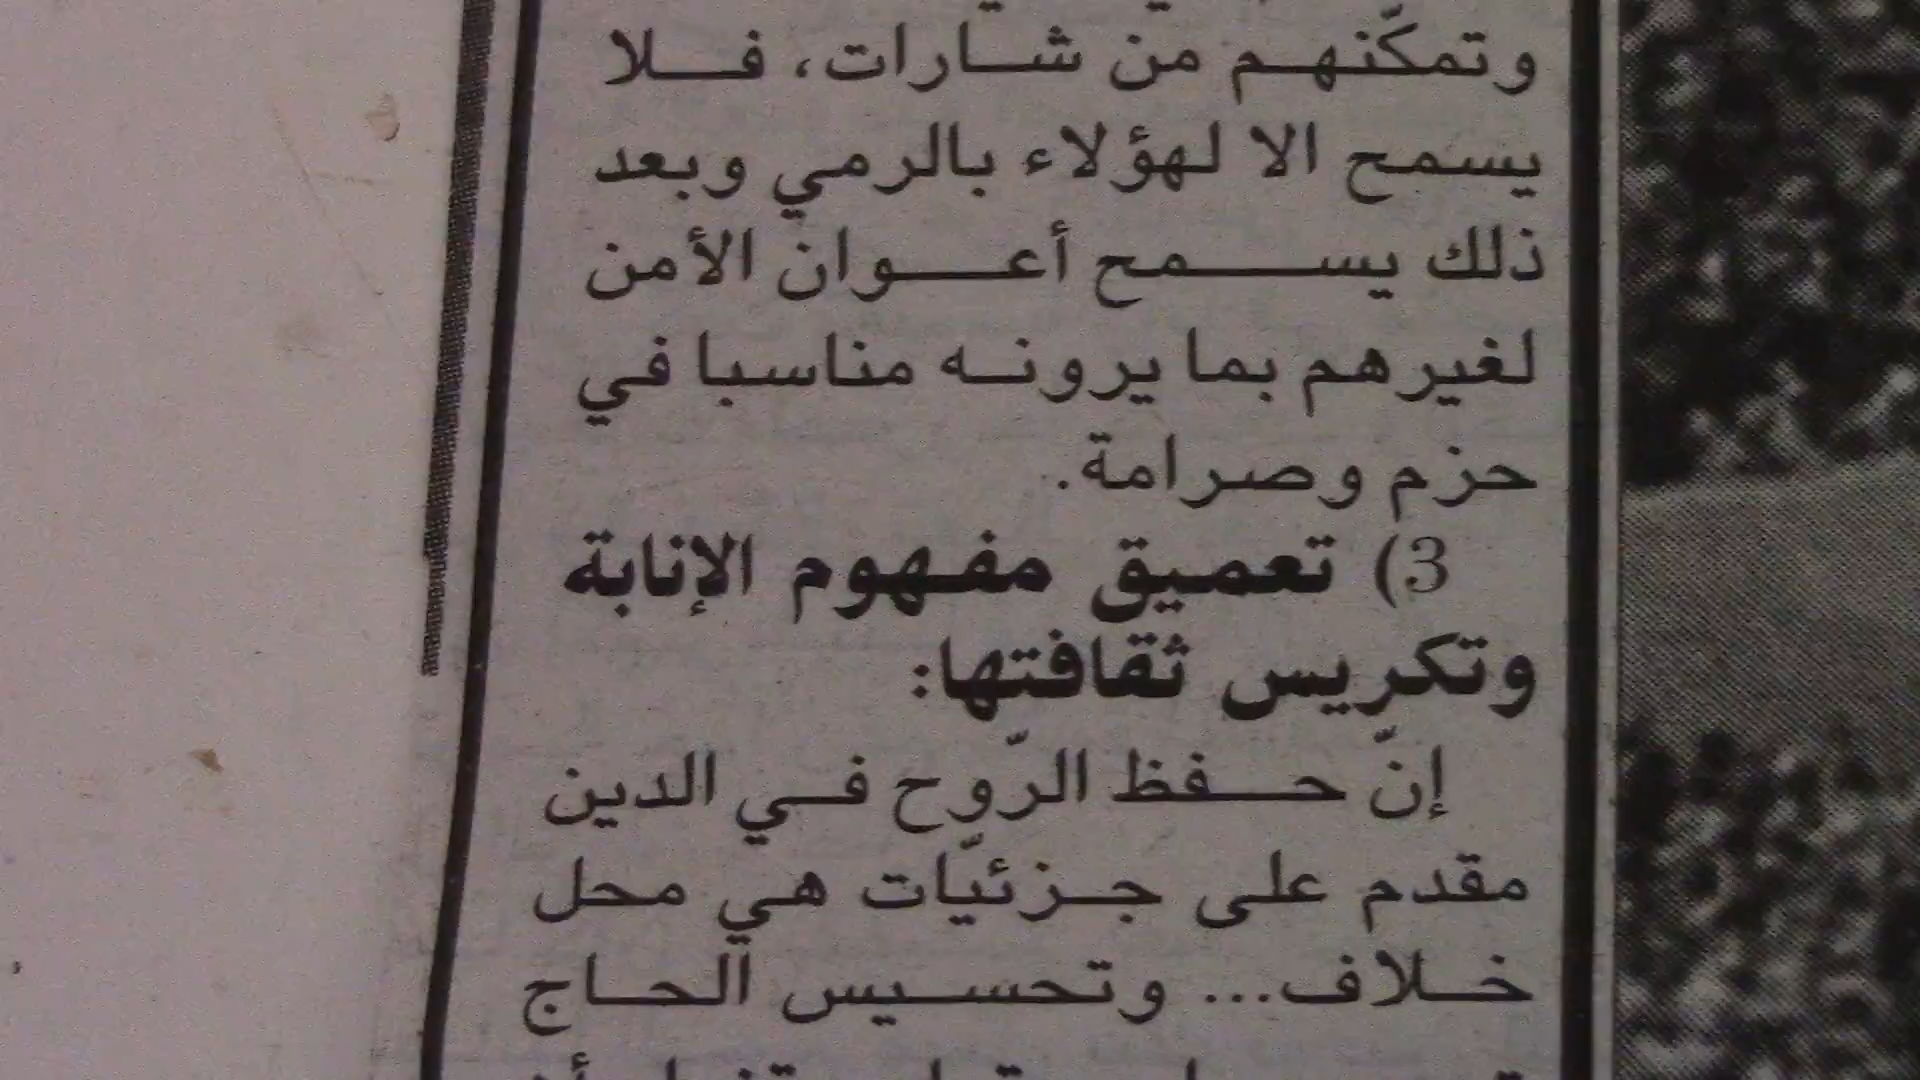 وتمكّنهم من شارات، فلا
يسمح الا لهؤلاء بالرمي وبعد
ذلك يسمح أعوان الأمن
لغيرهم بما يرونه مناسبا في
حزم وصرامة.
3) تعميق مفهوم الإنابة
وتكريس ثقافتها:
إنّ حفظ الرّوح في الدين
مقدم على جزئيّات هي محل
خلاف... وتحسيس الحاج